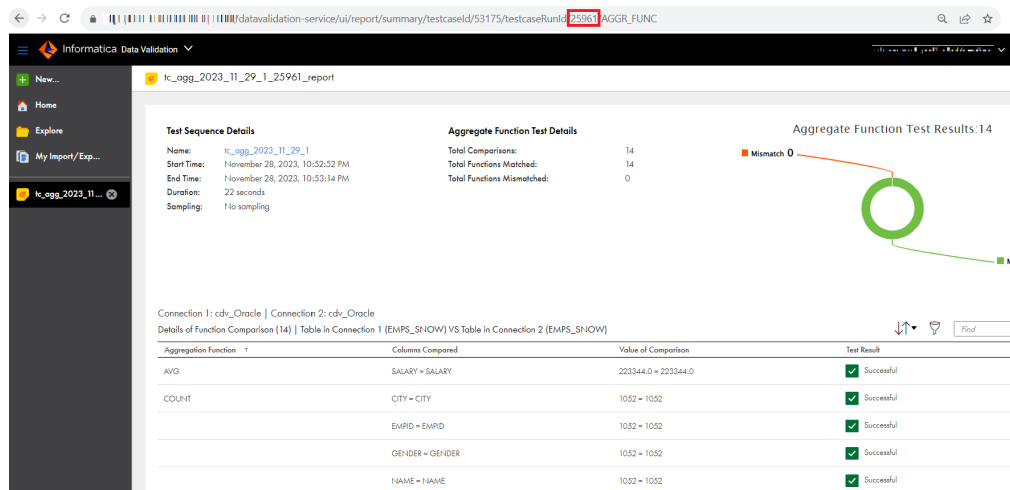 /datavalidation-service/ui/report/summary/testcaseId/53175/testcaseRunId/25961/AGGR_FUNC
Informatica Data Validation
New...
Home
Explore
My Import/Exp...
tc_agg_2023_11...
tc_agg_2023_11_29_1_25961_report
Test Sequence Details
Name: tc_agg_2023_11_29_1
Start Time: November 28, 2023, 10:52:52 PM
End Time: November 28, 2023, 10:53:14 PM
Duration: 22 seconds
Sampling: No sampling
Aggregate Function Test Details
Total Comparisons: 14
Total Functions Matched: 14
Total Functions Mismatched: 0
Aggregate Function Test Results:14
Mismatch 0
Connection 1: cdv_Oracle | Connection 2: cdv_Oracle
Details of Function Comparison (14) | Table in Connection 1 (EMPS_SNOW) VS Table in Connection 2 (EMPS_SNOW)
Find
Aggregation Function ↑ Columns Compared Value of Comparison Test Result
AVG SALARY = SALARY 223344.0 = 223344.0 Successful
COUNT CITY = CITY 1052 = 1052 Successful
EMPID = EMPID 1052 = 1052 Successful
GENDER = GENDER 1052 = 1052 Successful
NAME = NAME 1052 = 1052 Successful